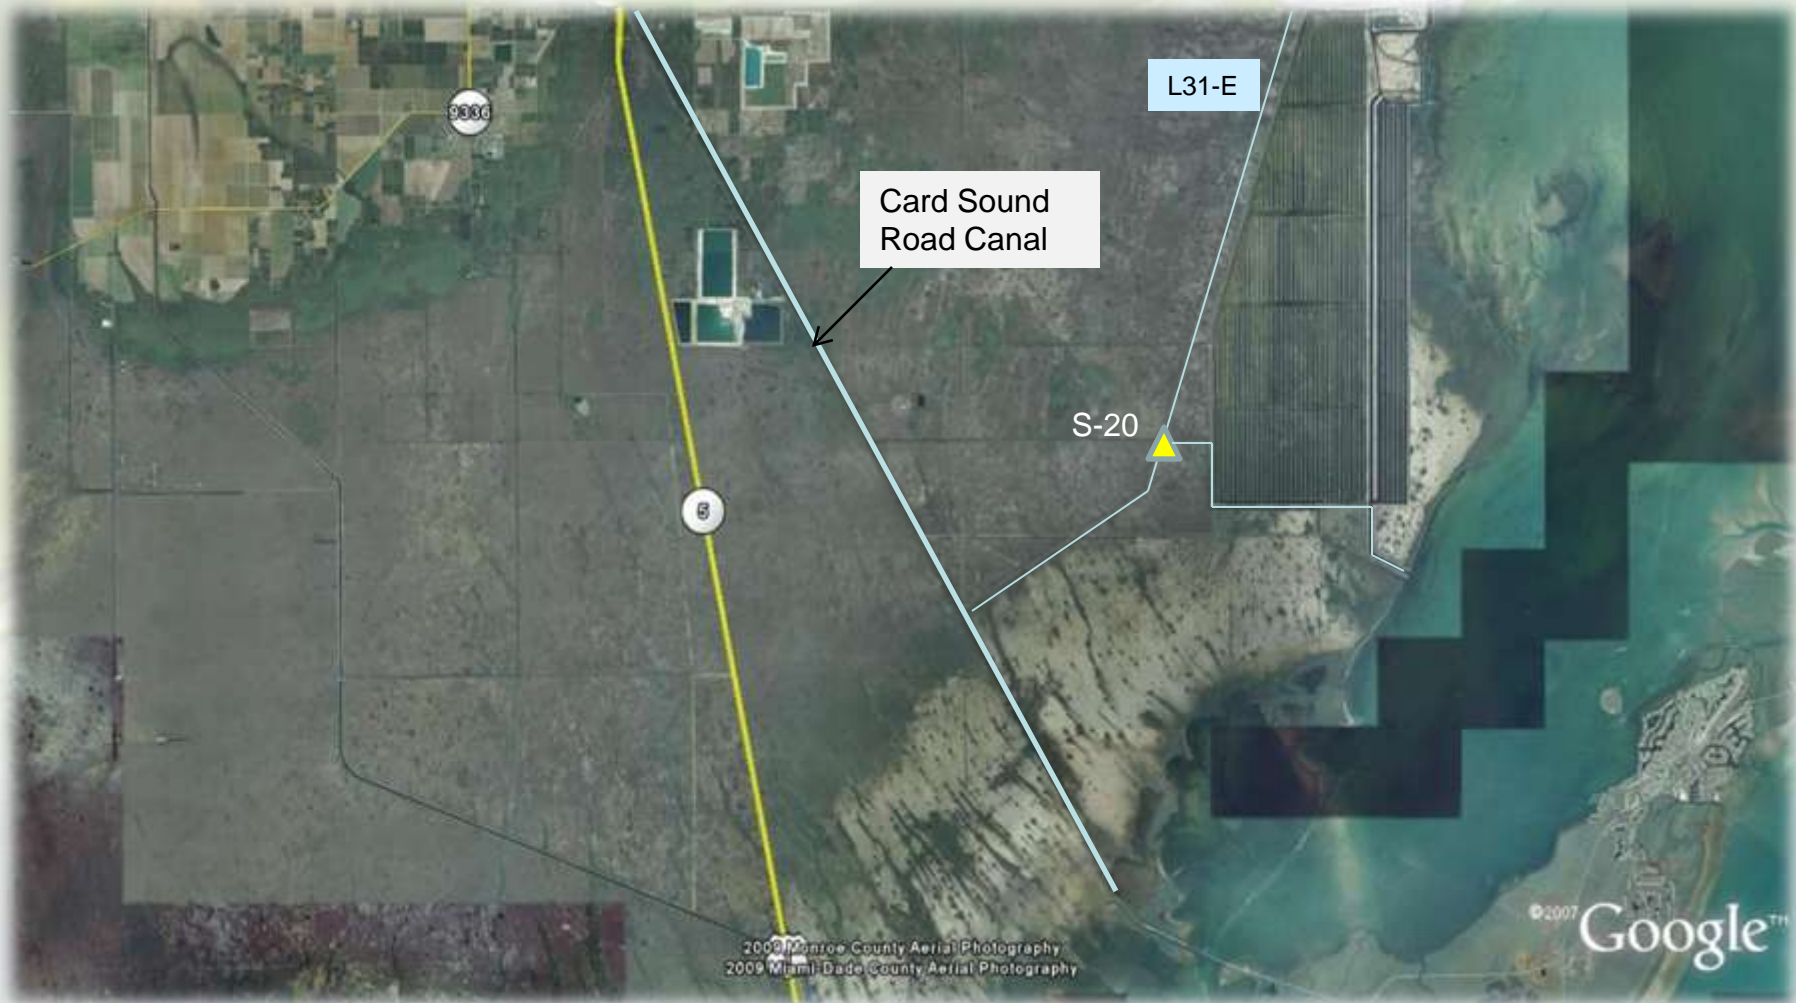 L31-E
9336
Card Sound
Road Canal
S-20
5
©2007 Google™
2009 Monroe County Aerial Photography
2009 Miami-Dade County Aerial Photography